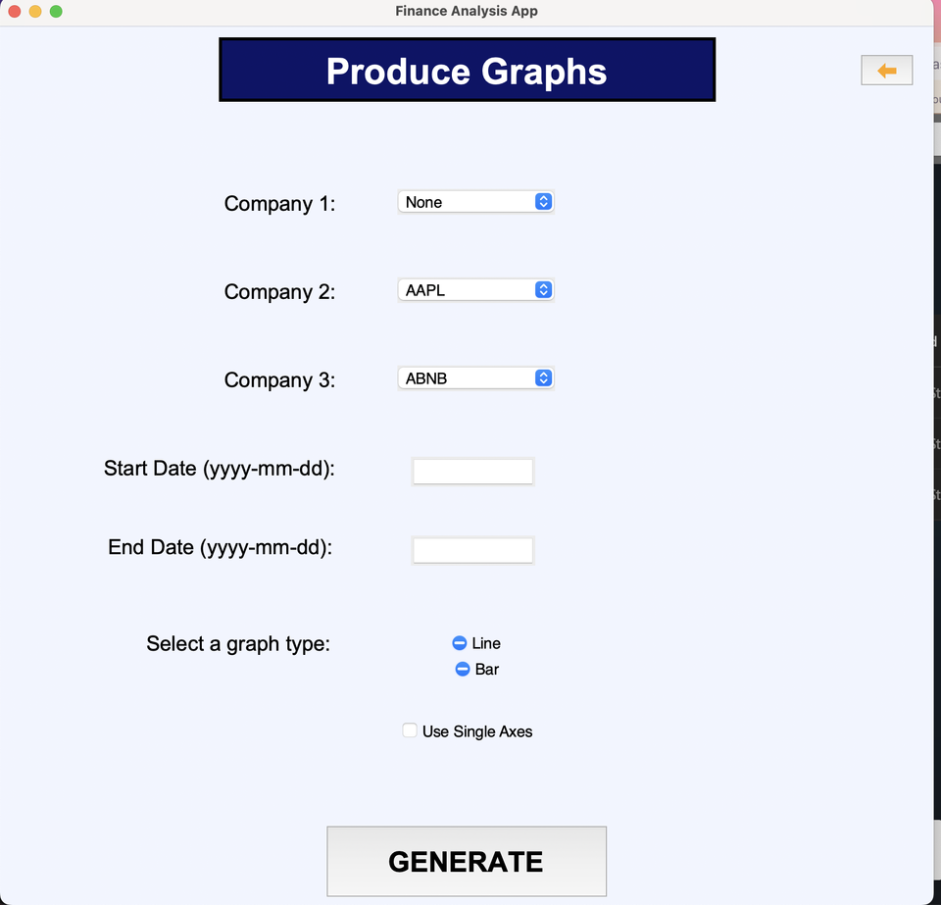 Finance Analysis App
Produce Graphs
Company 1: None
Company 2: AAPL
Company 3: ABNB
Start Date (yyyy-mm-dd):
End Date (yyyy-mm-dd):
Select a graph type: Line
Bar
Use Single Axes
GENERATE